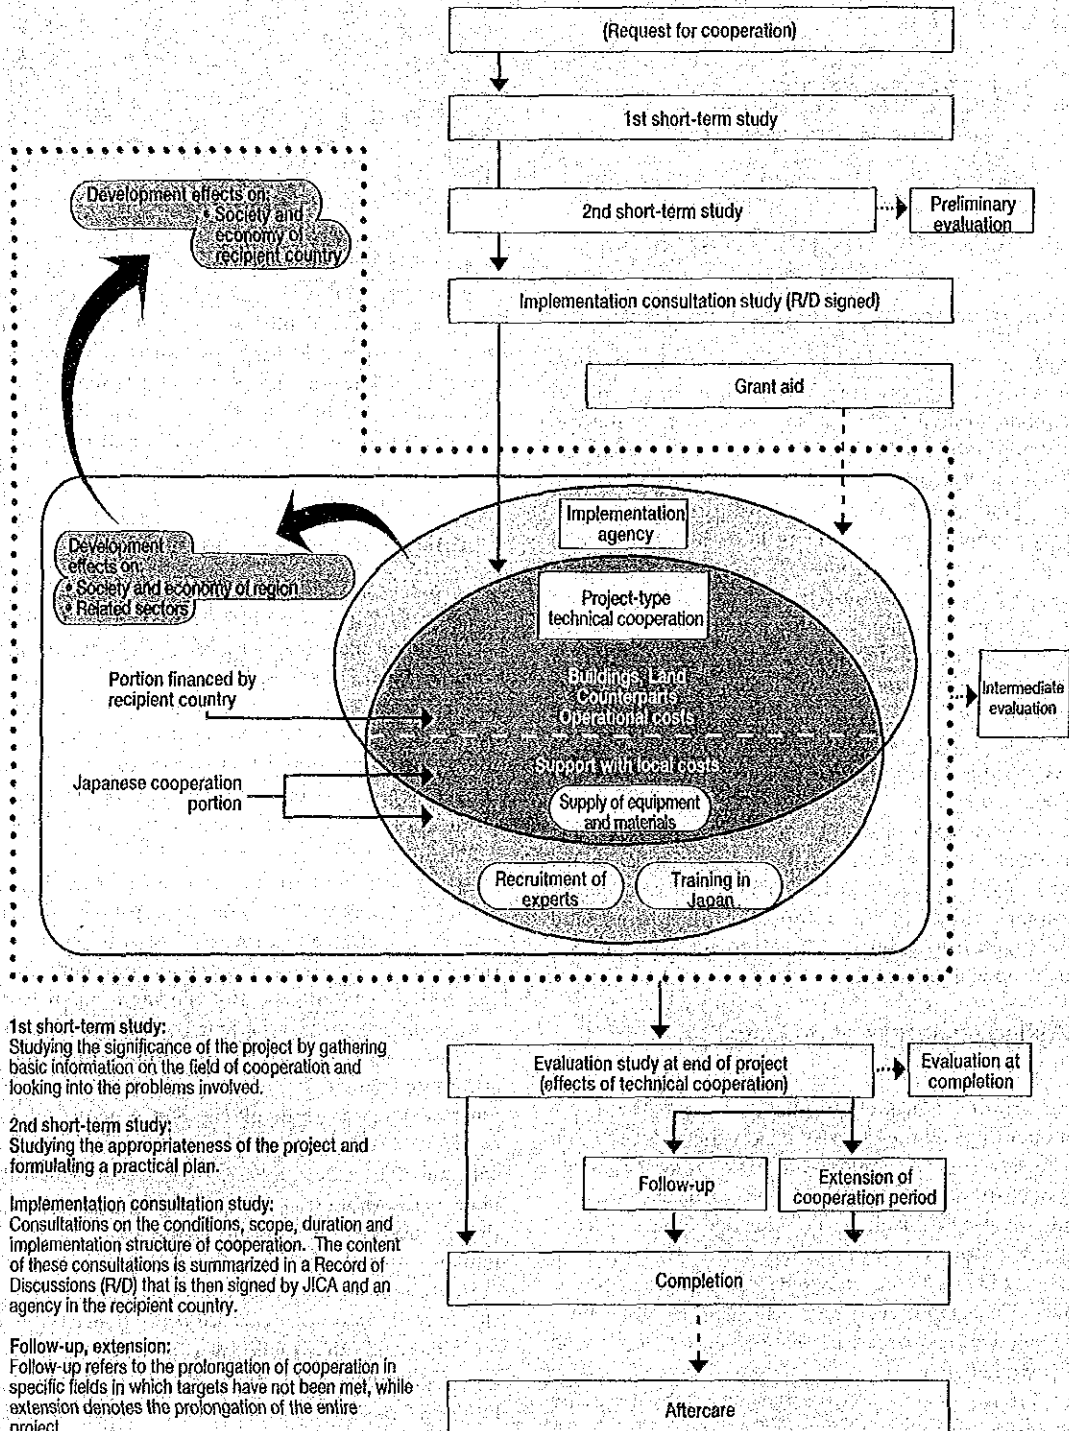 (Request for cooperation)
1st short-term study
2nd short-term study
Preliminary
evaluation
Implementation consultation study (R/D signed)
Grant aid
Development effects on:
• Society and
economy of
recipient country
Implementation
agency
Development
effects on:
• Society and economy of region
• Related sectors
Project-type
technical cooperation
Buildings, Land
Counterparts
Operational costs
Portion financed by
recipient country
Intermediate
evaluation
Support with local costs
Japanese cooperation
portion
Supply of equipment
and materials
Recruitment of
experts
Training in
Japan
Evaluation study at end of project
(effects of technical cooperation)
Evaluation at
completion
Follow-up
Extension of
cooperation period
Completion
Aftercare
1st short-term study:
Studying the significance of the project by gathering
basic information on the field of cooperation and
looking into the problems involved.
2nd short-term study:
Studying the appropriateness of the project and
formulating a practical plan.
Implementation consultation study:
Consultations on the conditions, scope, duration and
implementation structure of cooperation. The content
of these consultations is summarized in a Record of
Discussions (R/D) that is then signed by JICA and an
agency in the recipient country.
Follow-up, extension:
Follow-up refers to the prolongation of cooperation in
specific fields in which targets have not been met, while
extension denotes the prolongation of the entire
project.